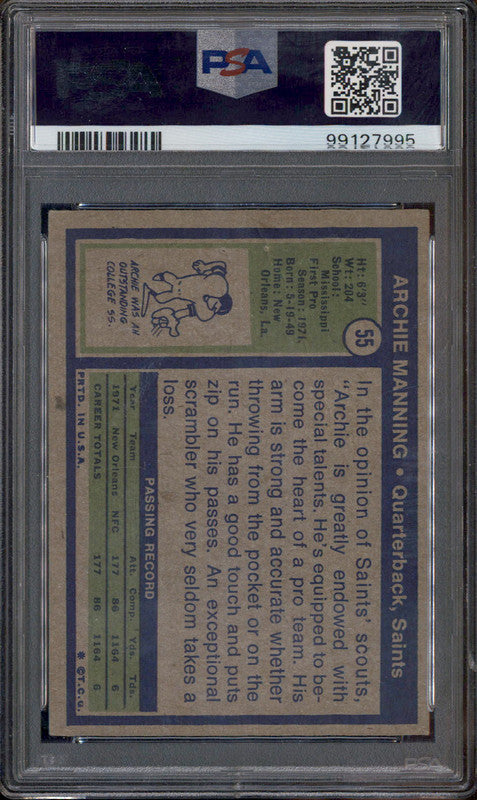 PSA
99127995
ARCHIE MANNING • Quarterback, Saints
55
Ht: 6'3"
Wt: 204
School:
Mississippi
First Pro
Season: 1971.
Born: 5-19-49
Home: New
Orleans, La.
ARCHIE WAS AN
OUTSTANDING
COLLEGE SS.
In the opinion of Saints' scouts,
"Archie is greatly endowed with
special talents. He's equipped to be-
come the heart of a pro team. His
arm is strong and accurate whether
throwing from the pocket or on the
run. He has a good touch and puts
zip on his passes. An exceptional
scrambler who very seldom takes a
loss.
PASSING RECORD
Year Team Att. Comp. Yds. Tds.
1971 New Orleans NFC 177 86 1164 6
CAREER TOTALS 177 86 1164 6
PRTD. IN U.S.A.
* ©T.C.G.
PSA